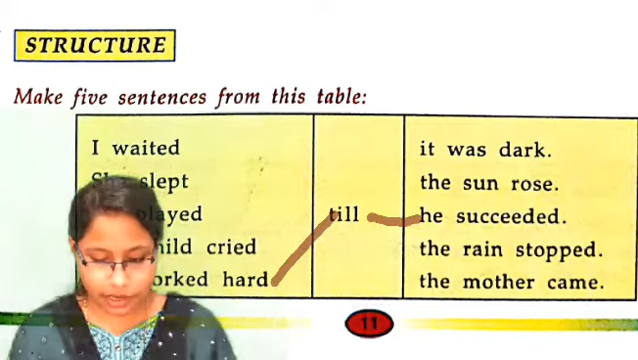 STRUCTURE
Make five sentences from this table:
I waited
it was dark.
slept
the sun rose.
till
he succeeded.
cried
the rain stopped.
hard
the mother came.
11